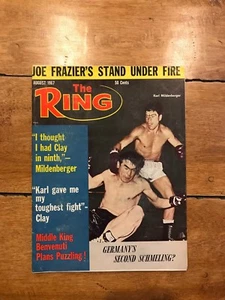 JOE FRAZIER'S STAND UNDER FIRE
AUGUST, 1967
50 Cents
The
RING
Karl Mildenberger
"I thought
I had Clay
in ninth,"—
Mildenberger
"Karl gave me
my
toughest fight"—
Clay
Middle King
Benvenuti
Plans Puzzling!
GERMANY'S
SECOND SCHMELING?